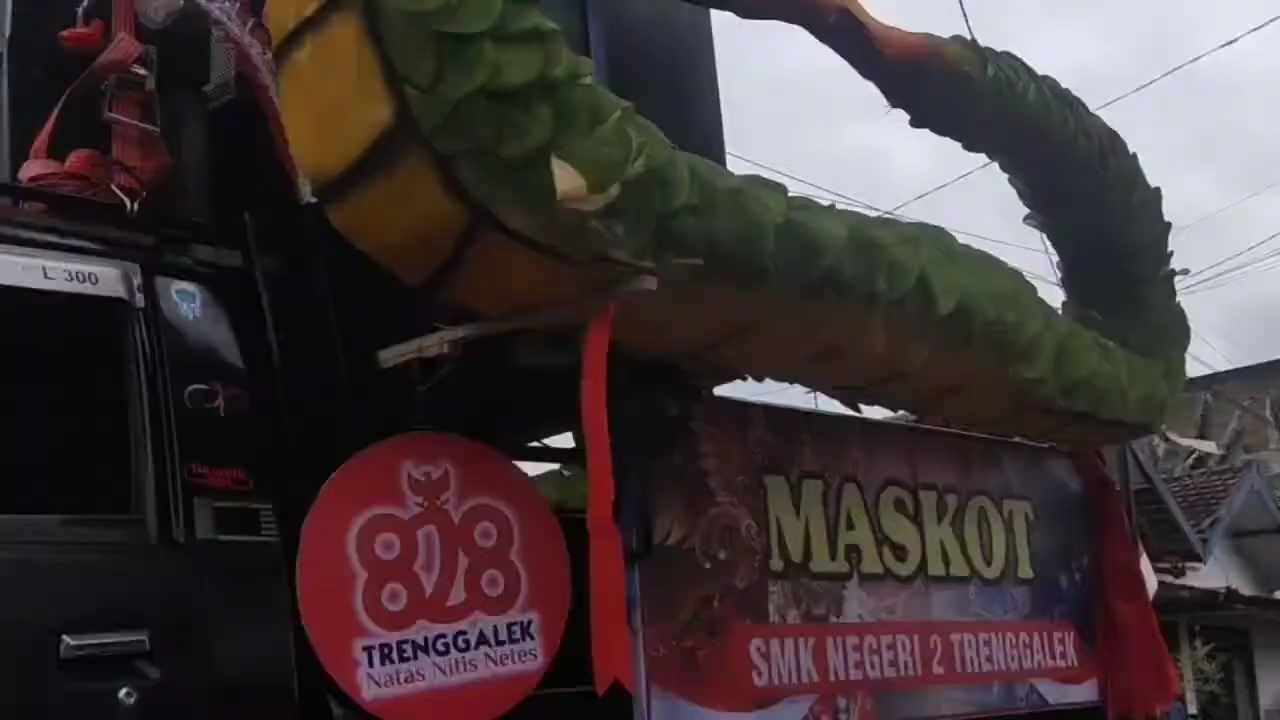 L 300
828
TRENGGALEK
Natas Nitis Netes
MASKOT
SMK NEGERI 2 TRENGGALEK